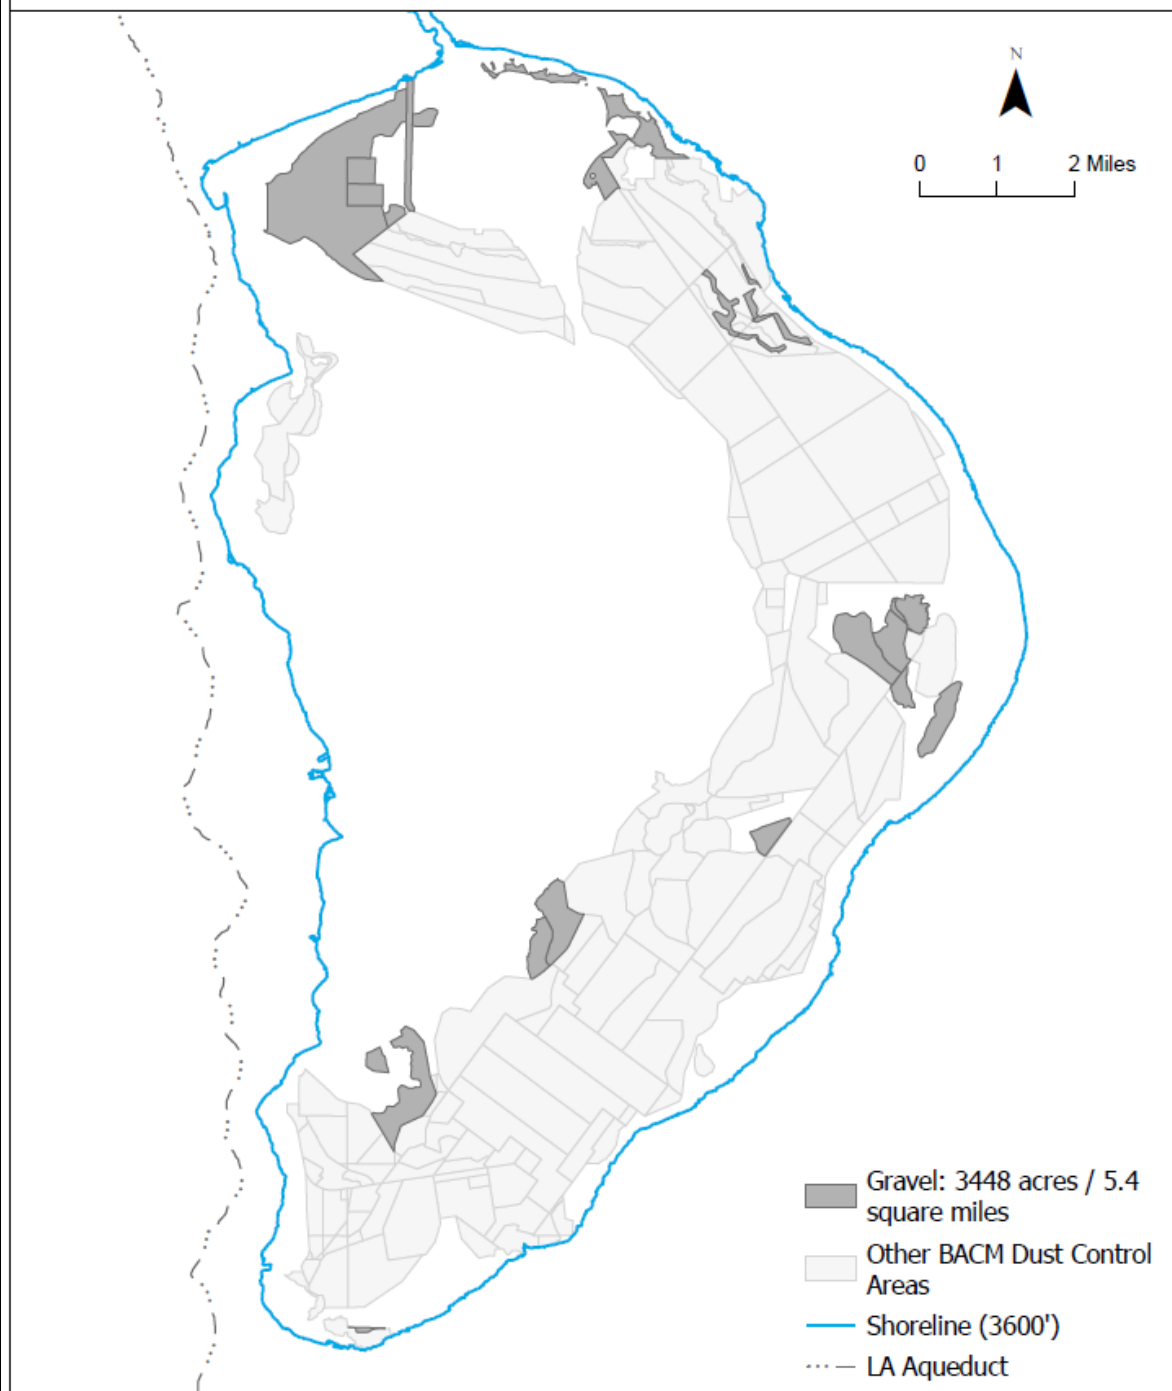 N
0 1 2 Miles
Gravel: 3448 acres / 5.4
square miles
Other BACM Dust Control
Areas
Shoreline (3600')
LA Aqueduct